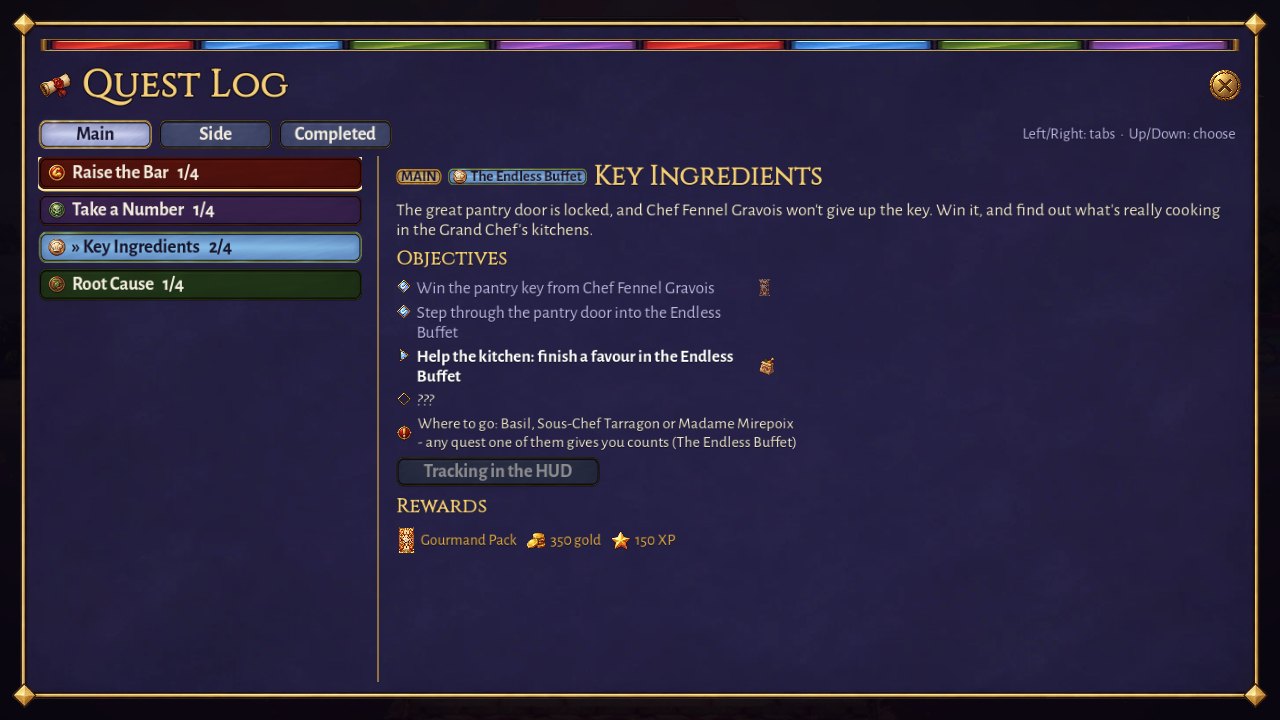 Quest Log
Main
Side
Completed
Left/Right: tabs · Up/Down: choose
Raise the Bar 1/4
Take a Number 1/4
» Key Ingredients 2/4
Root Cause 1/4
MAIN
The Endless Buffet
Key Ingredients
The great pantry door is locked, and Chef Fennel Gravois won't give up the key. Win it, and find out what's really cooking
in the Grand Chef's kitchens.
Objectives
Win the pantry key from Chef Fennel Gravois
Step through the pantry door into the Endless
Buffet
Help the kitchen: finish a favour in the Endless
Buffet
???
Where to go: Basil, Sous-Chef Tarragon or Madame Mirepoix
- any quest one of them gives you counts (The Endless Buffet)
Tracking in the HUD
Rewards
Gourmand Pack
350 gold
150 XP